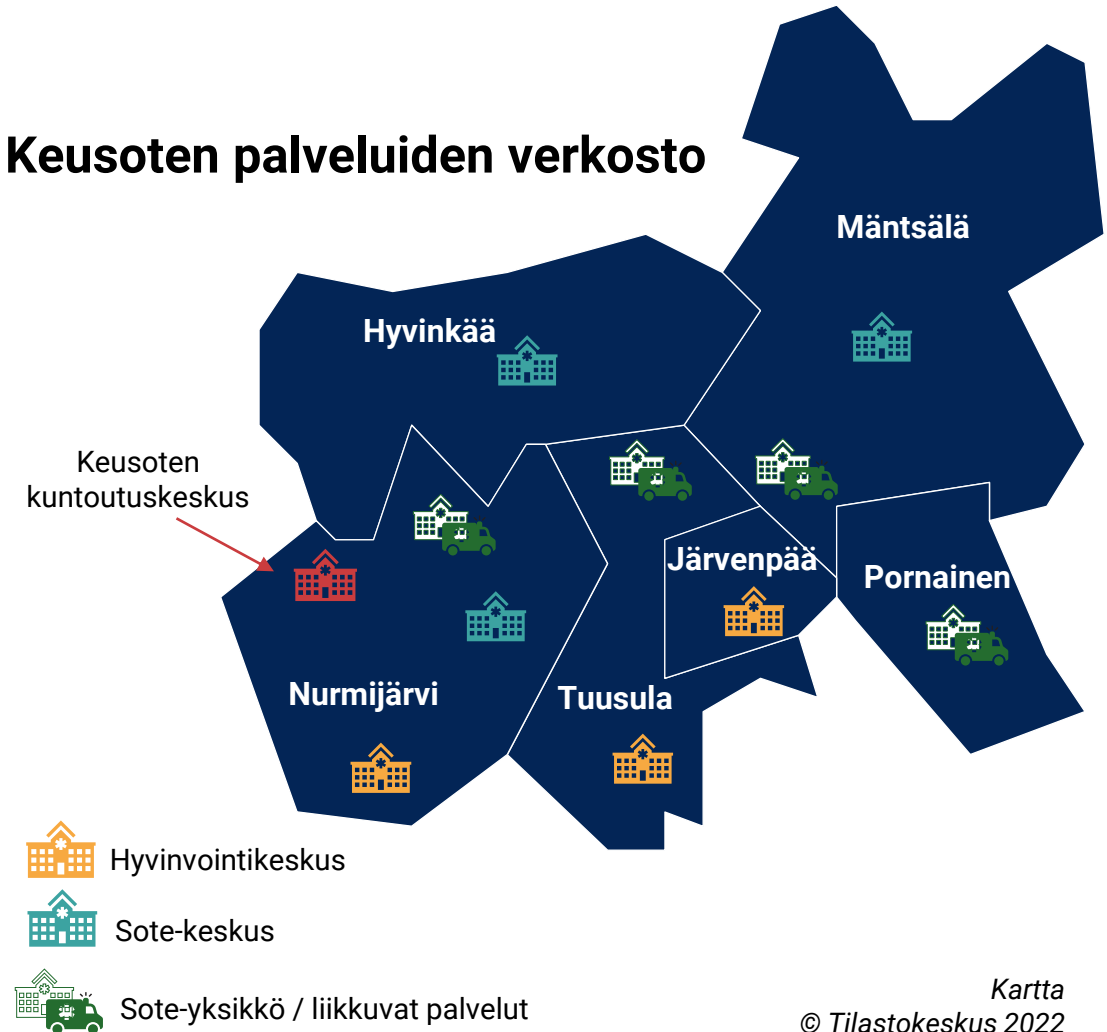 Keusoten palveluiden verkosto
Mäntsälä
Hyvinkää
Keusoten
kuntoutuskeskus
Järvenpää
Pornainen
Nurmijärvi
Tuusula
Hyvinvointikeskus
Sote-keskus
Sote-yksikkö / liikkuvat palvelut
Kartta
© Tilastokeskus 2022